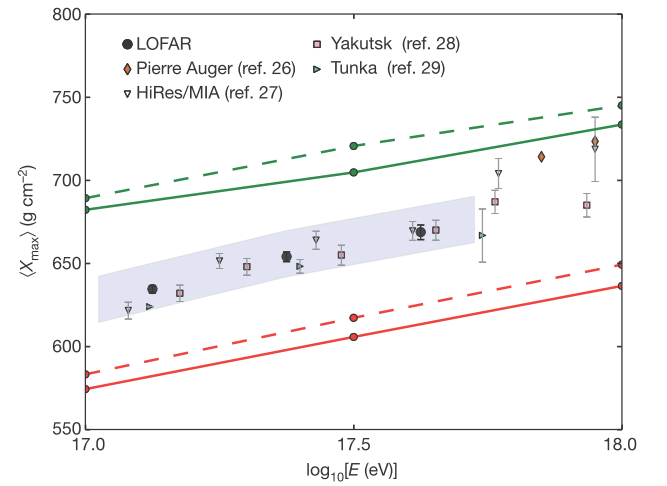 800
750
700
650
600
550
⟨Xmax⟩ (g cm⁻²)
LOFAR
Pierre Auger (ref. 26)
HiRes/MIA (ref. 27)
Yakutsk (ref. 28)
Tunka (ref. 29)
17.0
17.5
18.0
log₁₀[E (eV)]